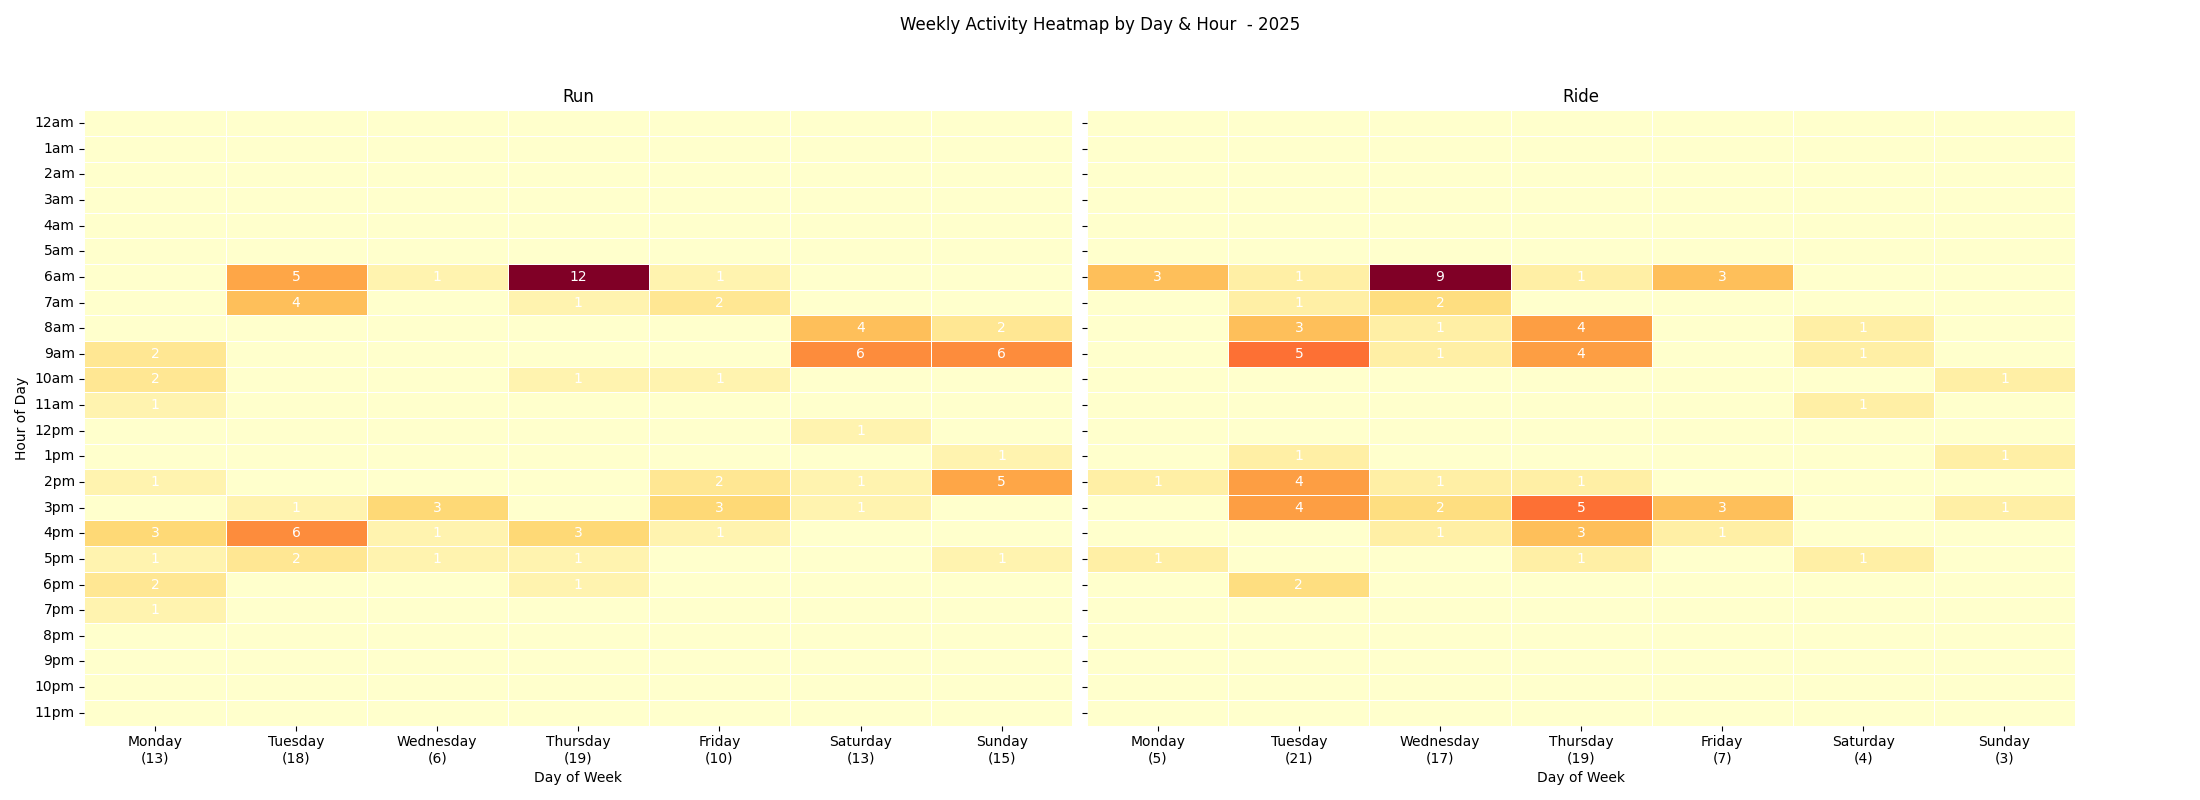 Weekly Activity Heatmap by Day & Hour  - 2025
Run Ride
12am
1am
2am
3am
4am
5am
6am 5 1 12 1 3 1 9 1 3
7am 4 1 2 1 2
8am 4 2 3 1 4 1
9am 2 6 6 5 1 4 1
10am 2 1 1 1
11am 1 1
12pm 1
1pm 1 1 1
2pm 1 2 1 5 1 4 1 1
3pm 1 3 3 1 4 2 5 3 1
4pm 3 6 1 3 1 1 3 1
5pm 1 2 1 1 1 1 1 1
6pm 2 1 2
7pm 1
8pm
9pm
10pm
11pm
Hour of Day
Monday Tuesday Wednesday Thursday Friday Saturday Sunday Monday Tuesday Wednesday Thursday Friday Saturday Sunday
(13) (18) (6) (19) (10) (13) (15) (5) (21) (17) (19) (7) (4) (3)
Day of Week Day of Week